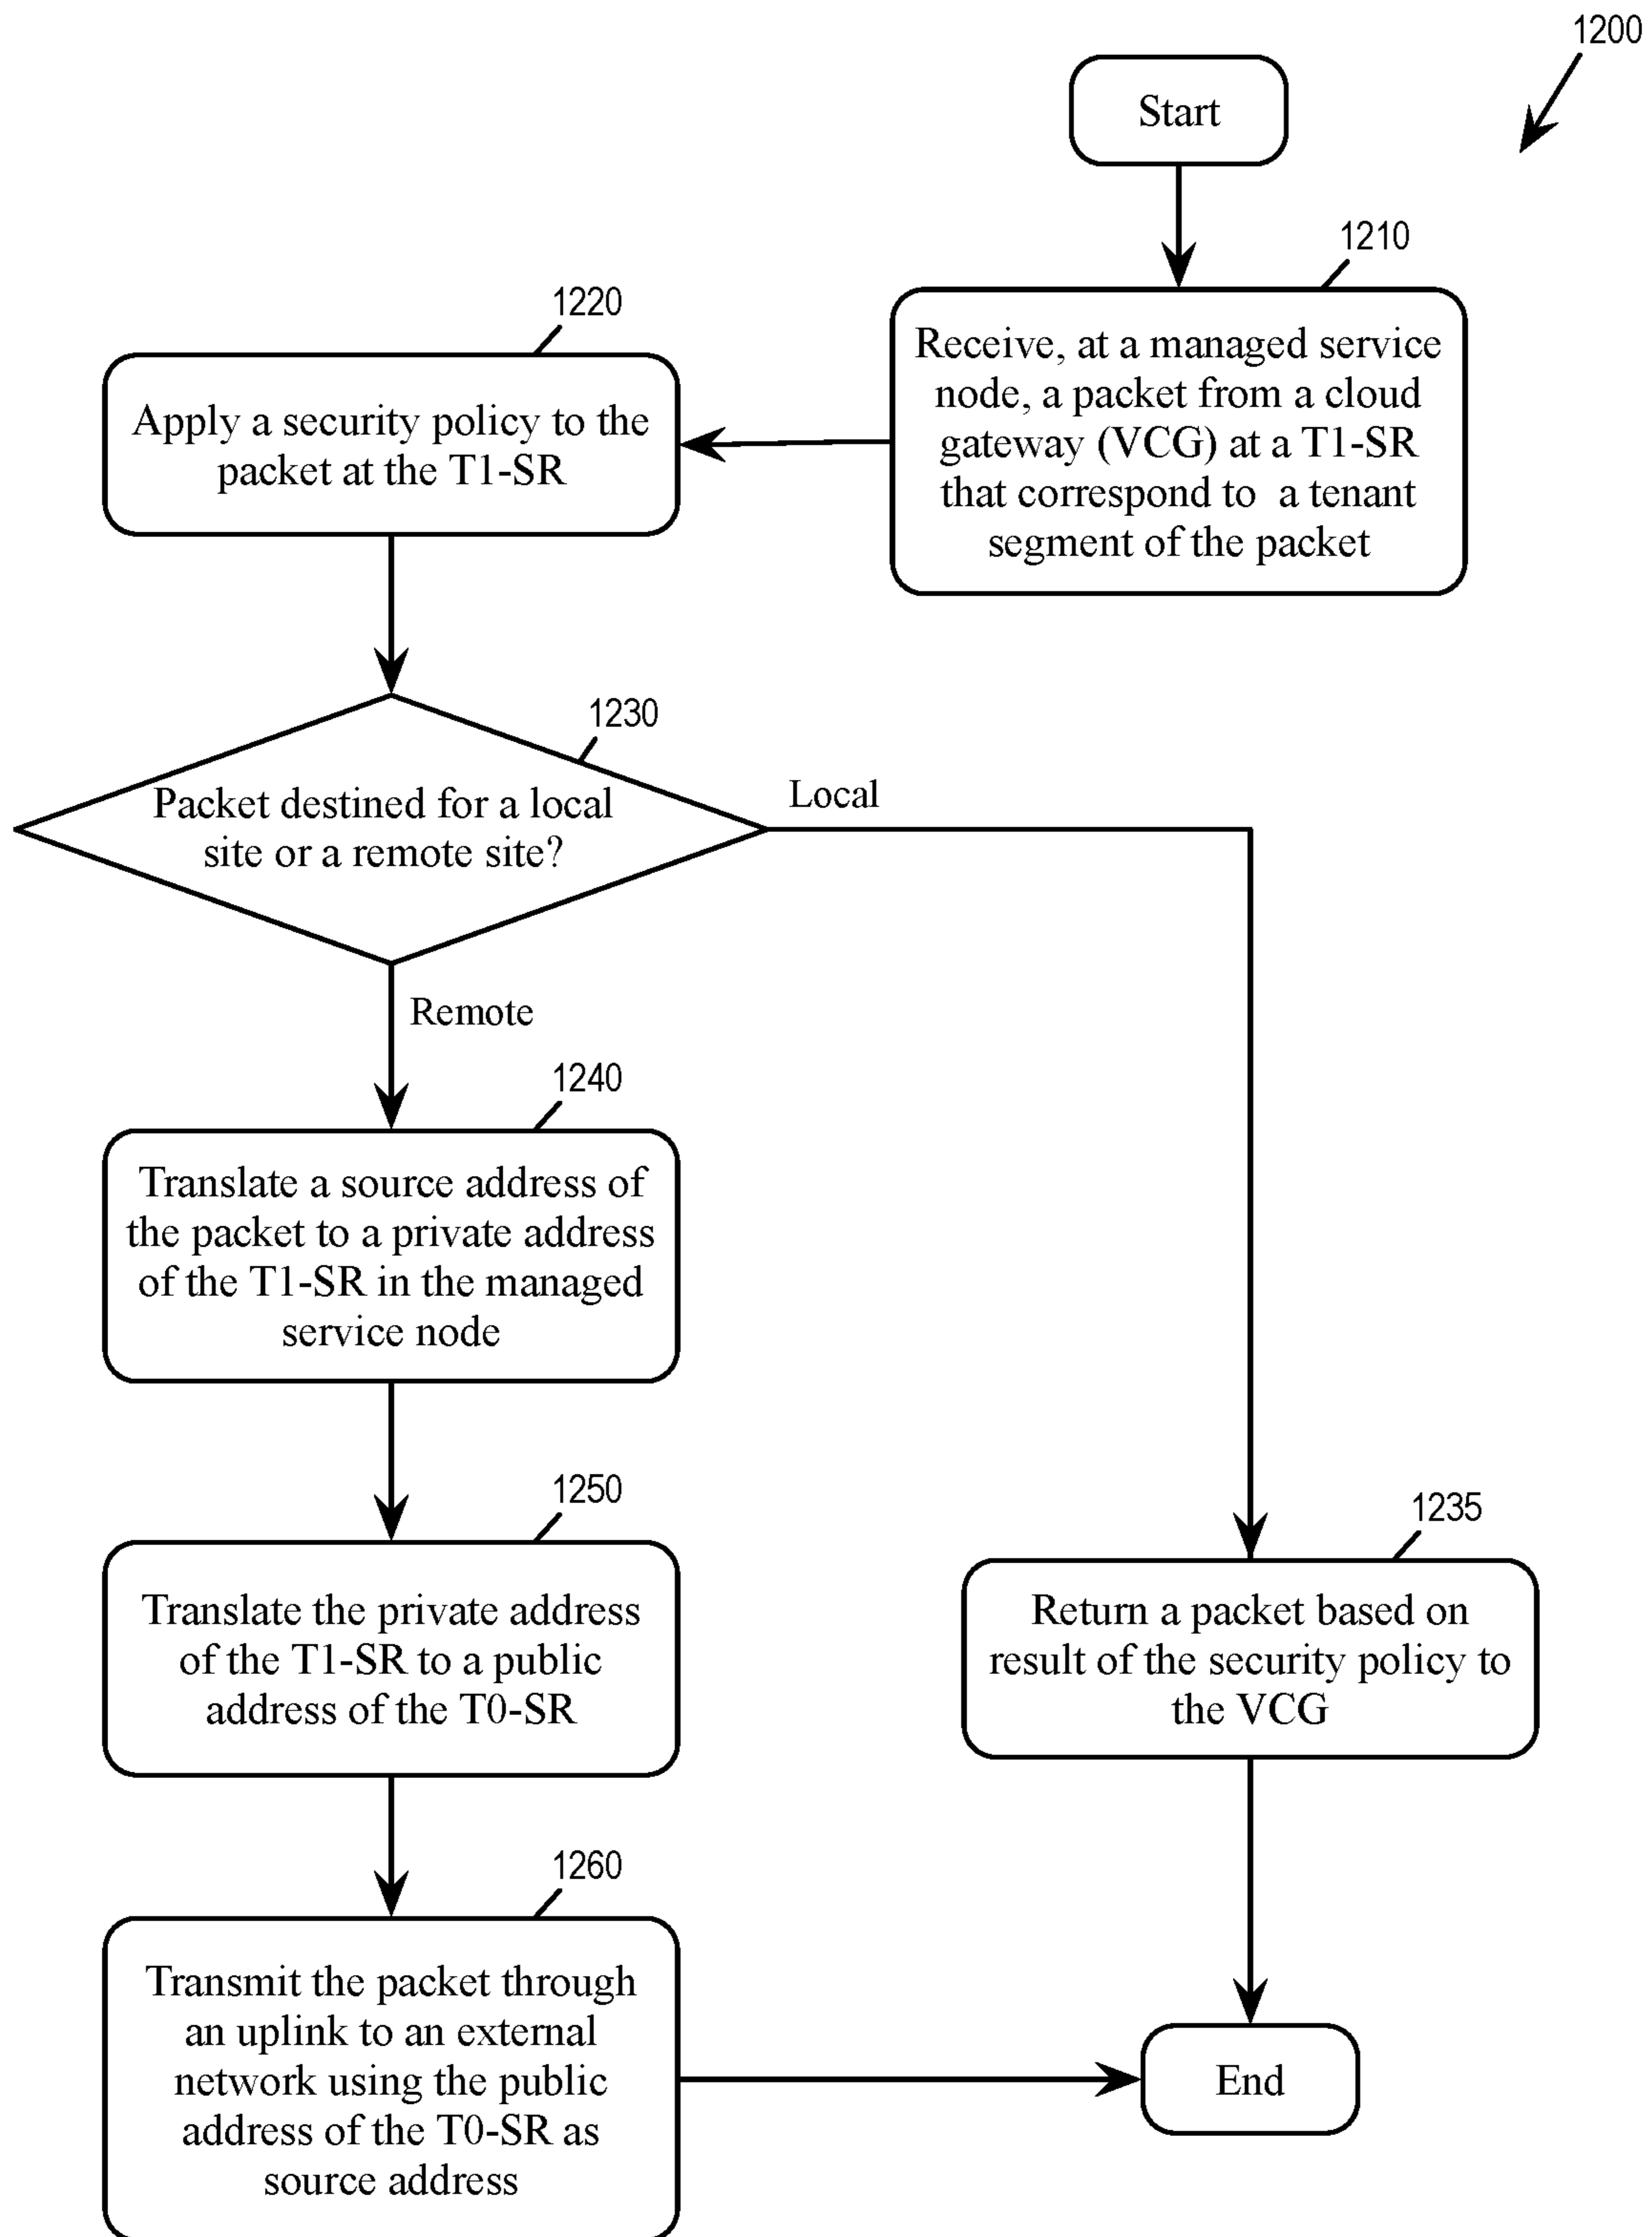 1200
Start
1210
Receive, at a managed service
node, a packet from a cloud
gateway (VCG) at a T1-SR
that correspond to a tenant
segment of the packet
1220
Apply a security policy to the
packet at the T1-SR
1230
Packet destined for a local
site or a remote site?
Local
Remote
1240
Translate a source address of
the packet to a private address
of the T1-SR in the managed
service node
1250
Translate the private address
of the T1-SR to a public
address of the T0-SR
1235
Return a packet based on
result of the security policy to
the VCG
1260
Transmit the packet through
an uplink to an external
network using the public
address of the T0-SR as
source address
End